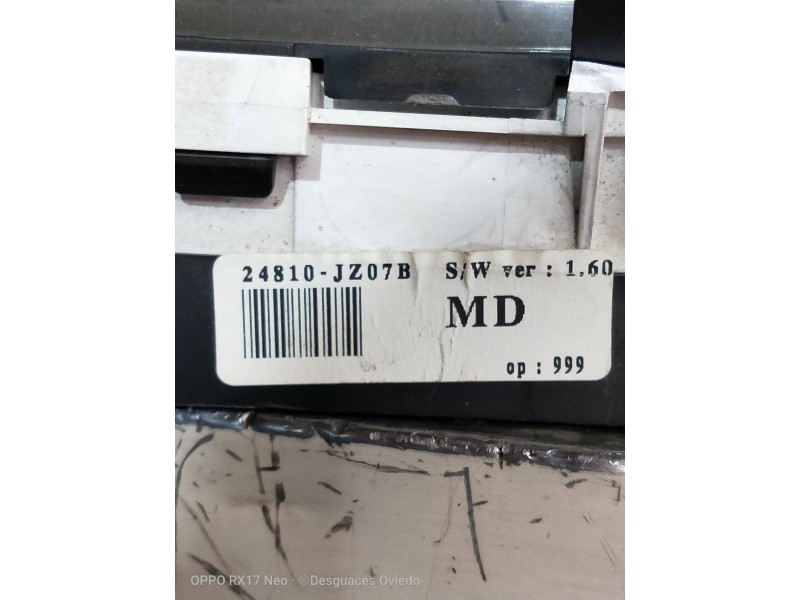 24810-JZ07B S/W ver : 1.60
MD
op : 999
OPPO RX17 Neo · ©Desguaces Oviedo